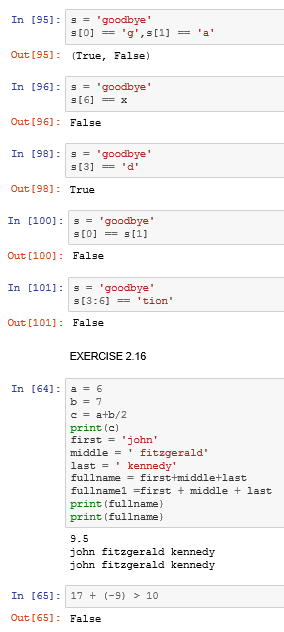 In [95]: s = 'goodbye'
s[0] == 'g',s[1] == 'a'
Out[95]: (True, False)
In [96]: s = 'goodbye'
s[6] == x
Out[96]: False
In [98]: s = 'goodbye'
s[3] == 'd'
Out[98]: True
In [100]: s = 'goodbye'
s[0] == s[1]
Out[100]: False
In [101]: s = 'goodbye'
s[3:6] == 'tion'
Out[101]: False
EXERCISE 2.16
In [64]: a = 6
b = 7
c = a+b/2
print(c)
first = 'john'
middle = ' fitzgerald'
last = ' kennedy'
fullname = first+middle+last
fullname1 =first + middle + last
print(fullname)
print(fullname)
9.5
john fitzgerald kennedy
john fitzgerald kennedy
In [65]: 17 + (-9) > 10
Out[65]: False